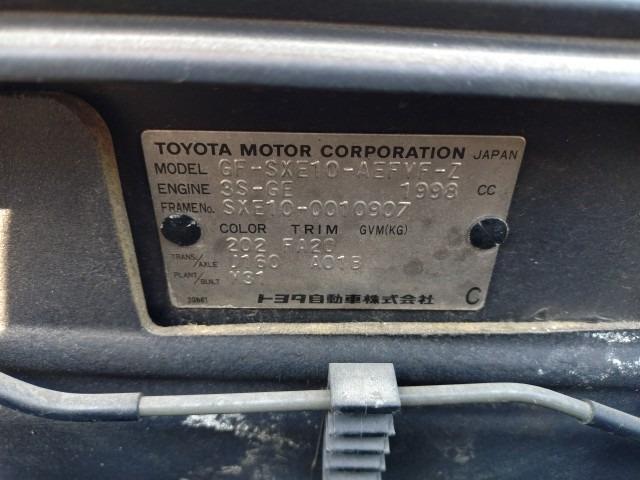 TOYOTA MOTOR CORPORATION JAPAN
MODEL GF-SXE10-AEFVF-Z
ENGINE 3S-GE 1998 CC
FRAME No. SXE10-0010907
COLOR TRIM GVM(KG)
202 FA20
TRANS/AXLE J160 A01B
PLANT/BUILT M31
トヨタ自動車株式会社 C